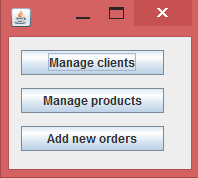 Manage clients
Manage products
Add new orders